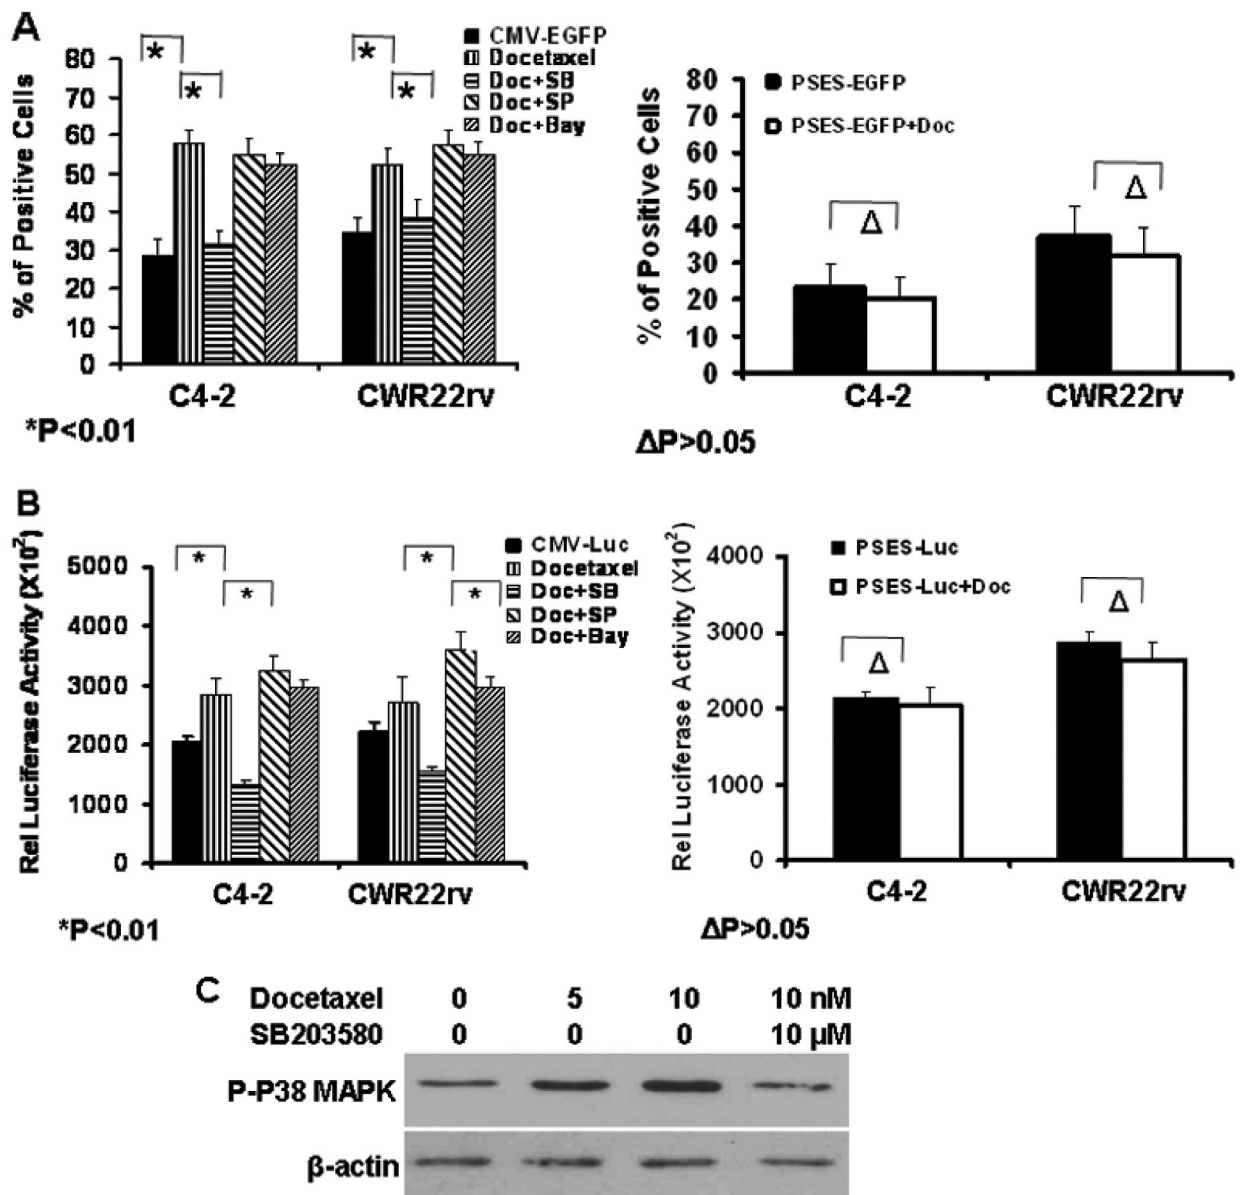 A
% of Positive Cells
80
70
60
50
40
30
20
10
0
* * * *
CMV-EGFP
Docetaxel
Doc+SB
Doc+SP
Doc+Bay
C4-2 CWR22rv
*P<0.01
% of Positive Cells
80
70
60
50
40
30
20
10
0
PSES-EGFP
PSES-EGFP+Doc
Δ Δ
C4-2 CWR22rv
ΔP>0.05
B
Rel Luciferase Activity (X10²)
5000
4000
3000
2000
1000
0
* * * *
CMV-Luc
Docetaxel
Doc+SB
Doc+SP
Doc+Bay
C4-2 CWR22rv
*P<0.01
Rel Luciferase Activity (X10²)
4000
3000
2000
1000
0
PSES-Luc
PSES-Luc+Doc
Δ Δ
C4-2 CWR22rv
ΔP>0.05
C
Docetaxel 0 5 10 10 nM
SB203580 0 0 0 10 µM
P-P38 MAPK
β-actin